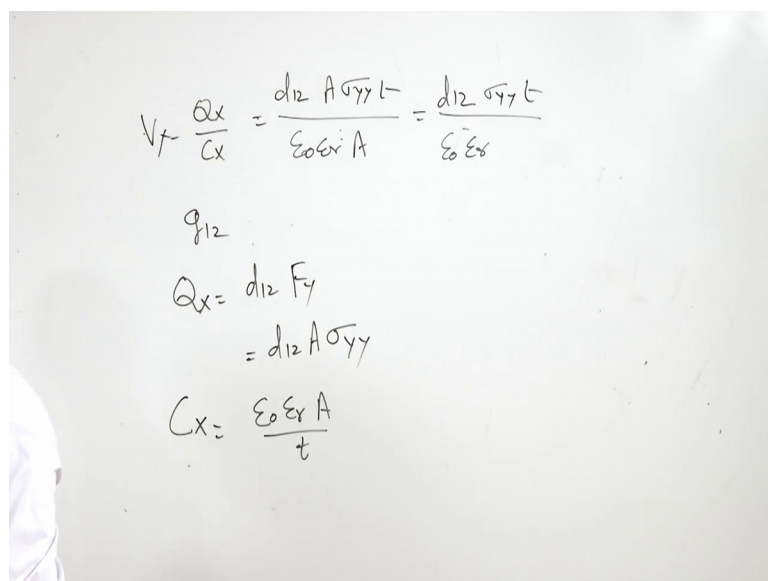 Vx = Qx/Cx = d12 A σyy t / ε0 εr A = d12 σyy t / ε0 εr
g12
Qx = d12 Fy
= d12 A σyy
Cx = ε0 εr A / t